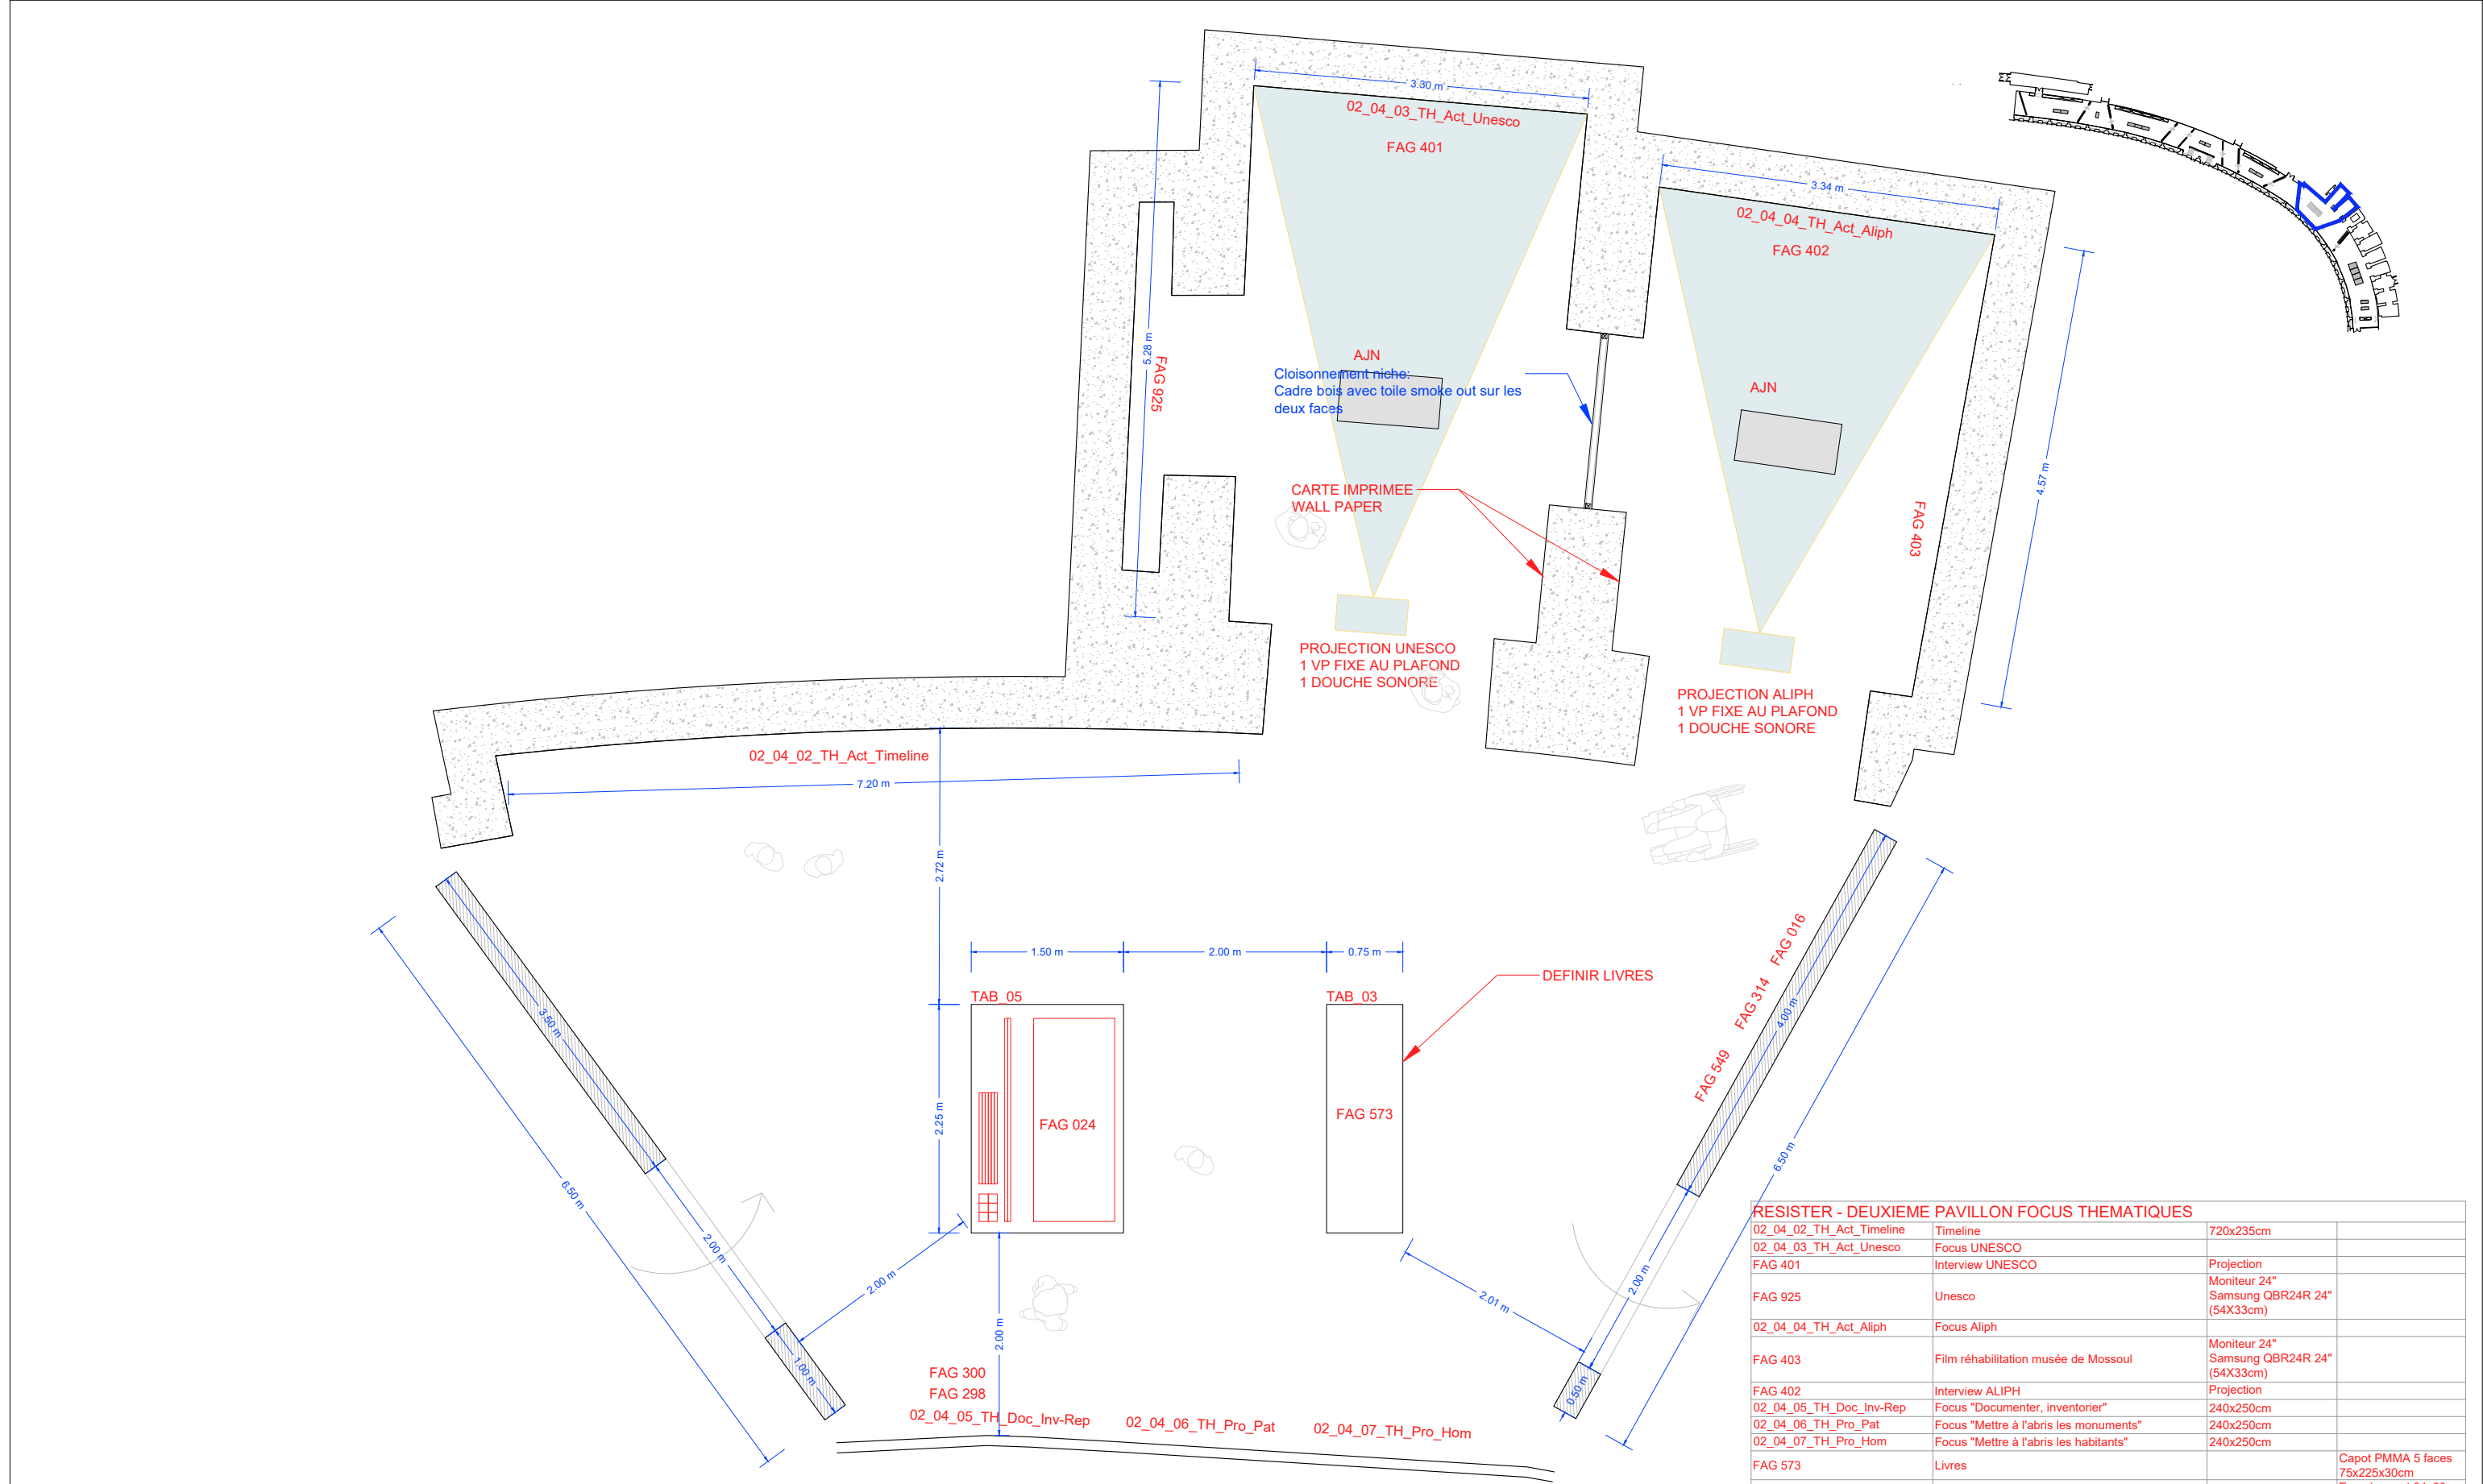 3.30 m
02_04_03_TH_Act_Unesco
FAG 401
3.34 m
02_04_04_TH_Act_Aliph
FAG 402
5.28 m
FAG 925
AJN
Cloisonnement niche:
Cadre bois avec toile smoke out sur les
deux faces
AJN
4.57 m
CARTE IMPRIMEE
WALL PAPER
FAG 403
PROJECTION UNESCO
1 VP FIXE AU PLAFOND
1 DOUCHE SONORE
PROJECTION ALIPH
1 VP FIXE AU PLAFOND
1 DOUCHE SONORE
02_04_02_TH_Act_Timeline
7.20 m
2.72 m
1.50 m
2.00 m
0.75 m
DEFINIR LIVRES
TAB_05
TAB_03
FAG 016
FAG 314
FAG 549
4.00 m
3.50 m
2.25 m
FAG 024
FAG 573
6.50 m
6.50 m
2.00 m
2.00 m
2.00 m
2.01 m
2.00 m
1.00 m
0.50 m
FAG 300
FAG 298
02_04_05_TH_Doc_Inv-Rep
02_04_06_TH_Pro_Pat
02_04_07_TH_Pro_Hom
RESISTER - DEUXIEME PAVILLON FOCUS THEMATIQUES
02_04_02_TH_Act_Timeline Timeline 720x235cm
02_04_03_TH_Act_Unesco Focus UNESCO
FAG 401 Interview UNESCO Projection
FAG 925 Unesco Moniteur 24"
Samsung QBR24R 24"
(54X33cm)
02_04_04_TH_Act_Aliph Focus Aliph
FAG 403 Film réhabilitation musée de Mossoul Moniteur 24"
Samsung QBR24R 24"
(54X33cm)
FAG 402 Interview ALIPH Projection
02_04_05_TH_Doc_Inv-Rep Focus "Documenter, inventorier" 240x250cm
02_04_06_TH_Pro_Pat Focus "Mettre à l'abris les monuments" 240x250cm
02_04_07_TH_Pro_Hom Focus "Mettre à l'abris les habitants" 240x250cm
FAG 573 Livres Capot PMMA 5 faces
75x225x30cm